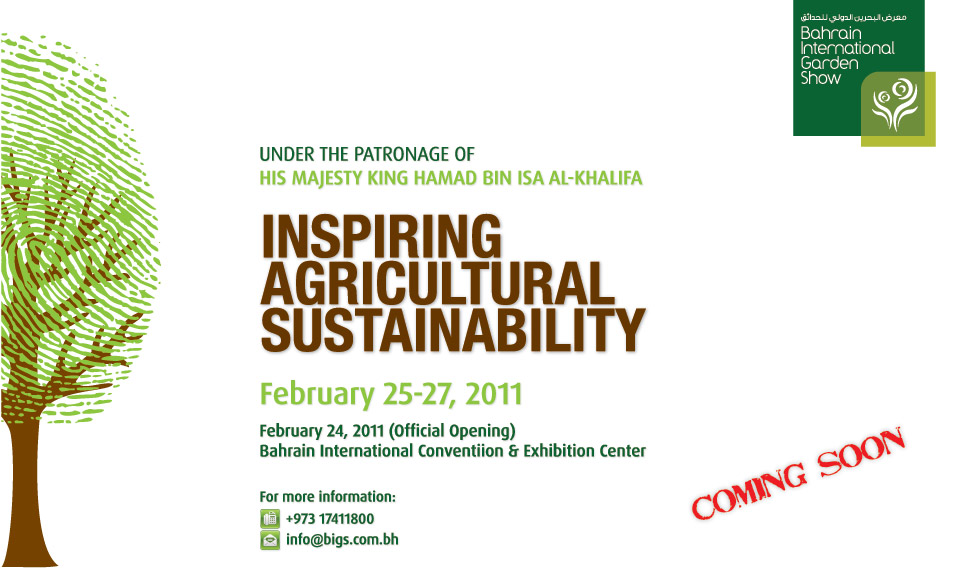 معرض البحرين الدولي للحدائق
Bahrain
International
Garden
Show
UNDER THE PATRONAGE OF
HIS MAJESTY KING HAMAD BIN ISA AL-KHALIFA
INSPIRING
AGRICULTURAL
SUSTAINABILITY
February 25-27, 2011
February 24, 2011 (Official Opening)
Bahrain International Conventiion & Exhibition Center
COMING SOON
For more information:
+973 17411800
info@bigs.com.bh